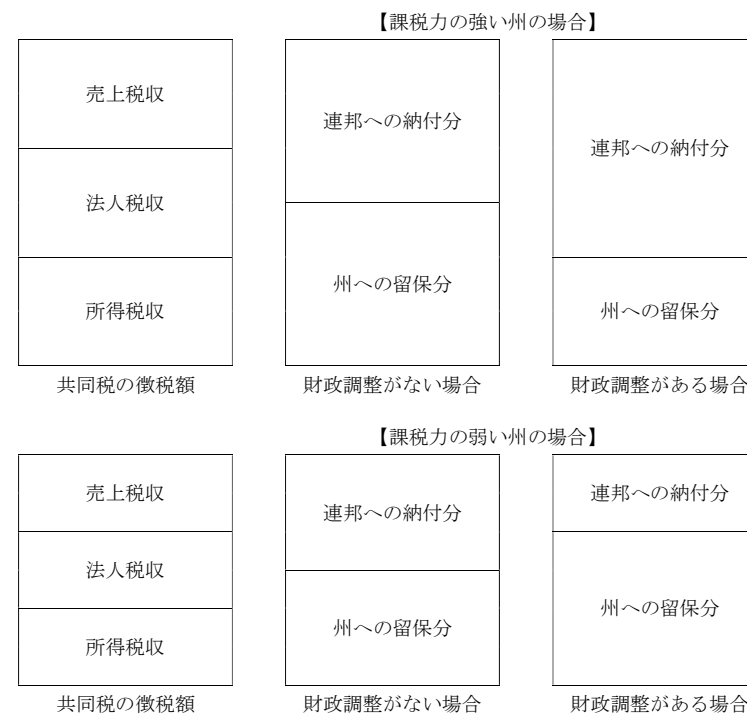 【課税力の強い州の場合】
売上税収
法人税収
所得税収
共同税の徴税額
連邦への納付分
州への留保分
財政調整がない場合
連邦への納付分
州への留保分
財政調整がある場合
【課税力の弱い州の場合】
売上税収
法人税収
所得税収
共同税の徴税額
連邦への納付分
州への留保分
財政調整がない場合
連邦への納付分
州への留保分
財政調整がある場合